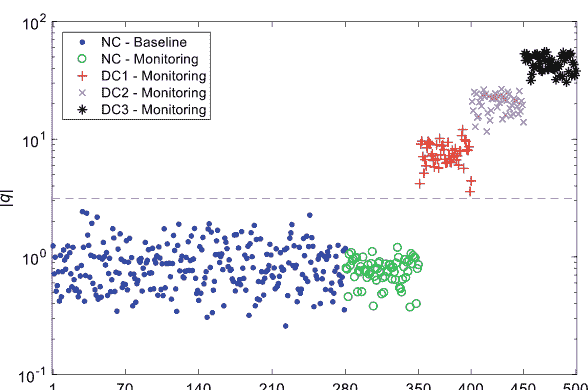 10^2
NC - Baseline
NC - Monitoring
DC1 - Monitoring
DC2 - Monitoring
DC3 - Monitoring
10^1
|q|
10^0
10^-1
1 70 140 210 280 350 400 450 500